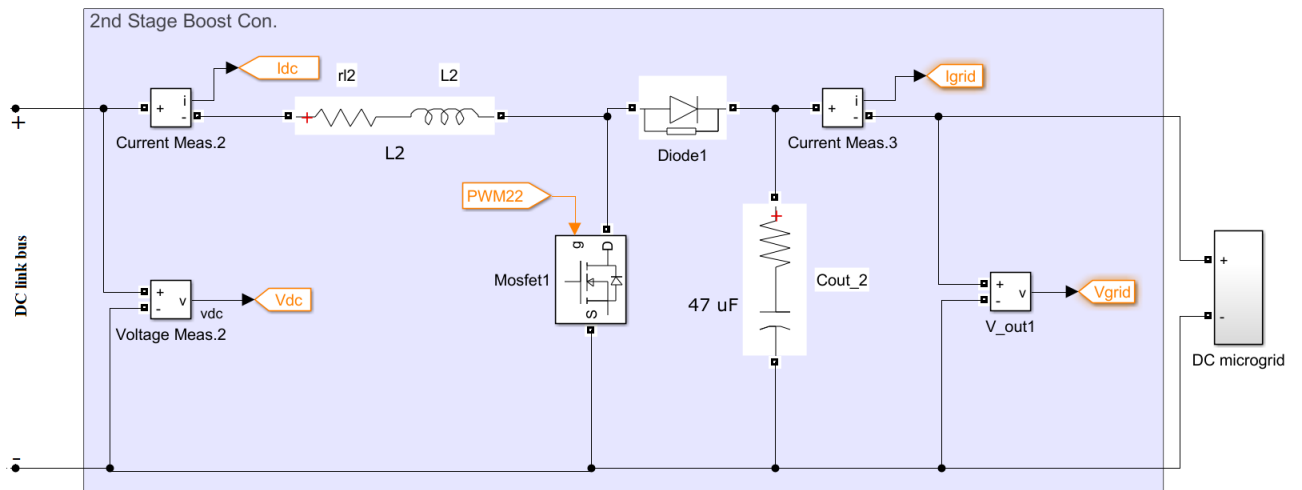 2nd Stage Boost Con.
Idc
rl2
L2
Igrid
+
i
-
Current Meas.2
+
L2
Diode1
+
i
-
Current Meas.3
+
PWM22
DC link bus
g
D
S
Mosfet1
+
Cout_2
47 uF
+
-
v
vdc
Vdc
Voltage Meas.2
+
-
v
Vgrid
V_out1
+
-
DC microgrid
-